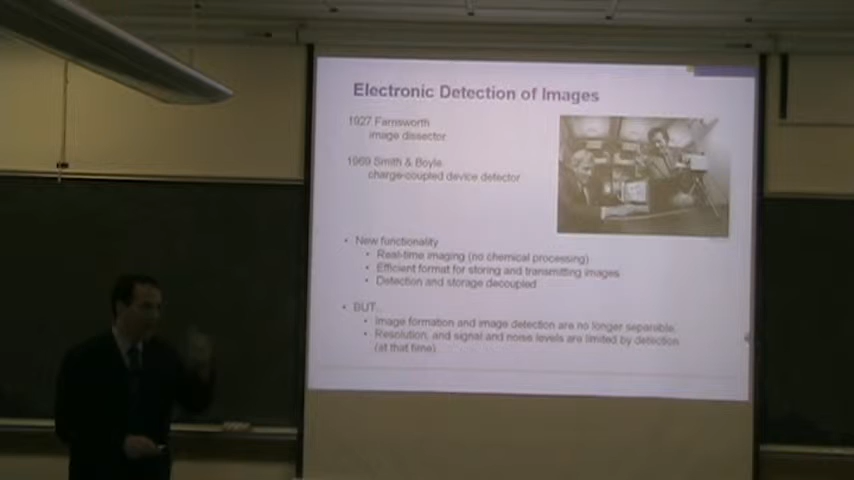 Electronic Detection of Images
1927 Farnsworth
image dissector
1969 Smith & Boyle
charge-coupled device detector
• New functionality
• Real-time imaging (no chemical processing)
• Efficient format for storing and transmitting images
• Detection and storage decoupled
• BUT...
• Image formation and image detection are no longer separable.
• Resolution, and signal and noise levels are limited by detection
(at that time)